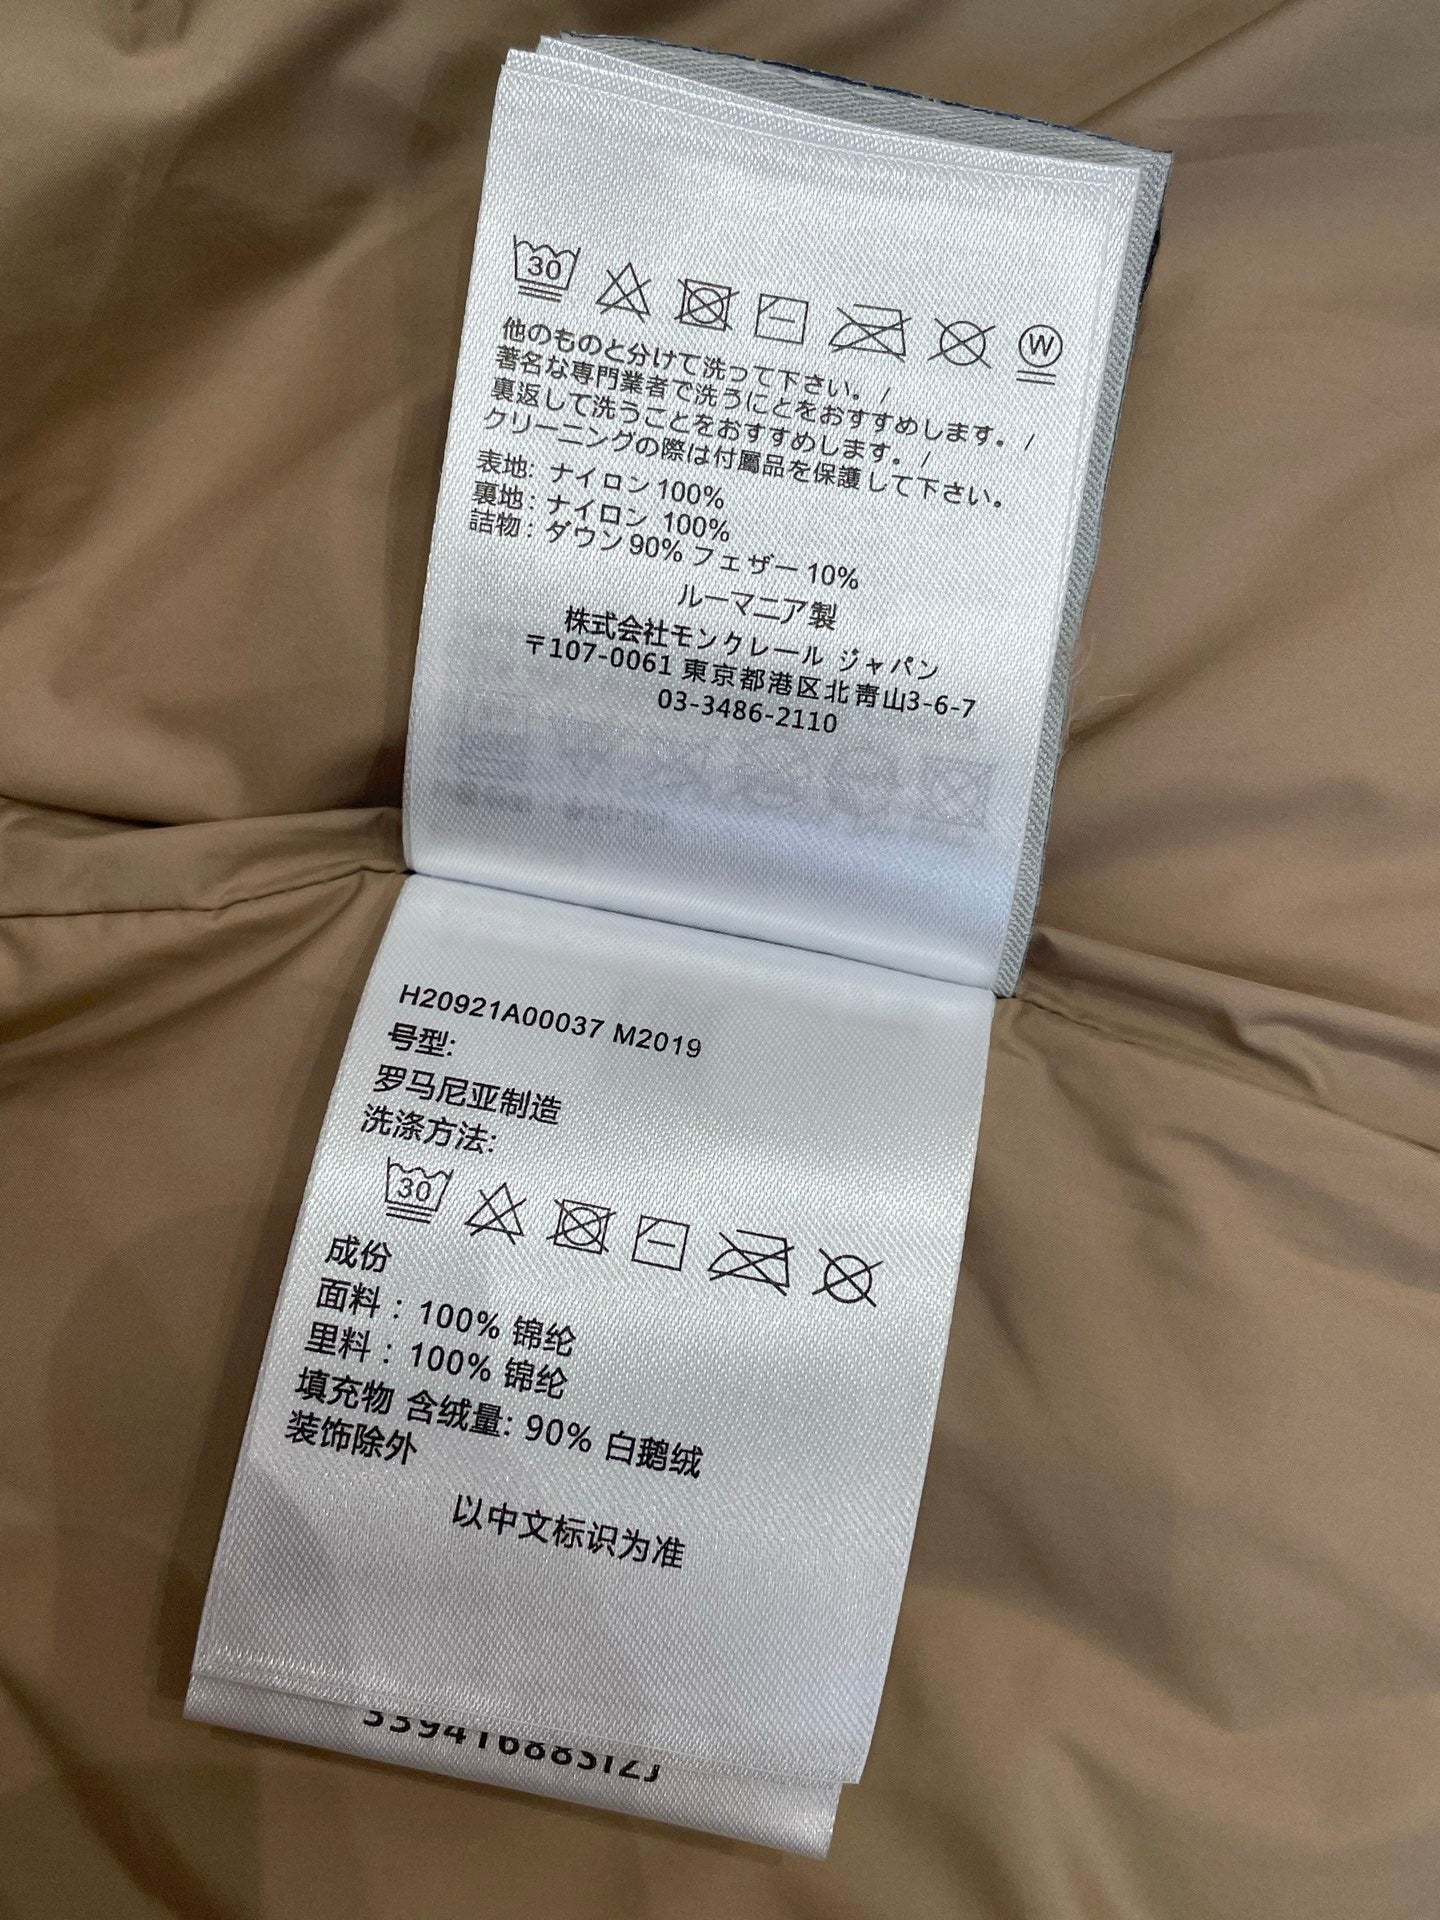 30
W
他のものと分けて洗って下さい。/
著名な専門業者で洗うにとをおすすめします。/
裏返して洗うことをおすすめします。/
クリーニングの際は付屬品を保護して下さい。
表地: ナイロン 100%
裏地: ナイロン 100%
詰物: ダウン 90% フェザー 10%
ルーマニア製
株式会社モンクレール ジャパン
〒107-0061 東京都港区北青山3-6-7
03-3486-2110
H20921A00037 M2019
号型:
罗马尼亚制造
洗涤方法:
30
成份
面料: 100% 锦纶
里料: 100% 锦纶
填充物 含绒量: 90% 白鹅绒
装饰除外
以中文标识为准